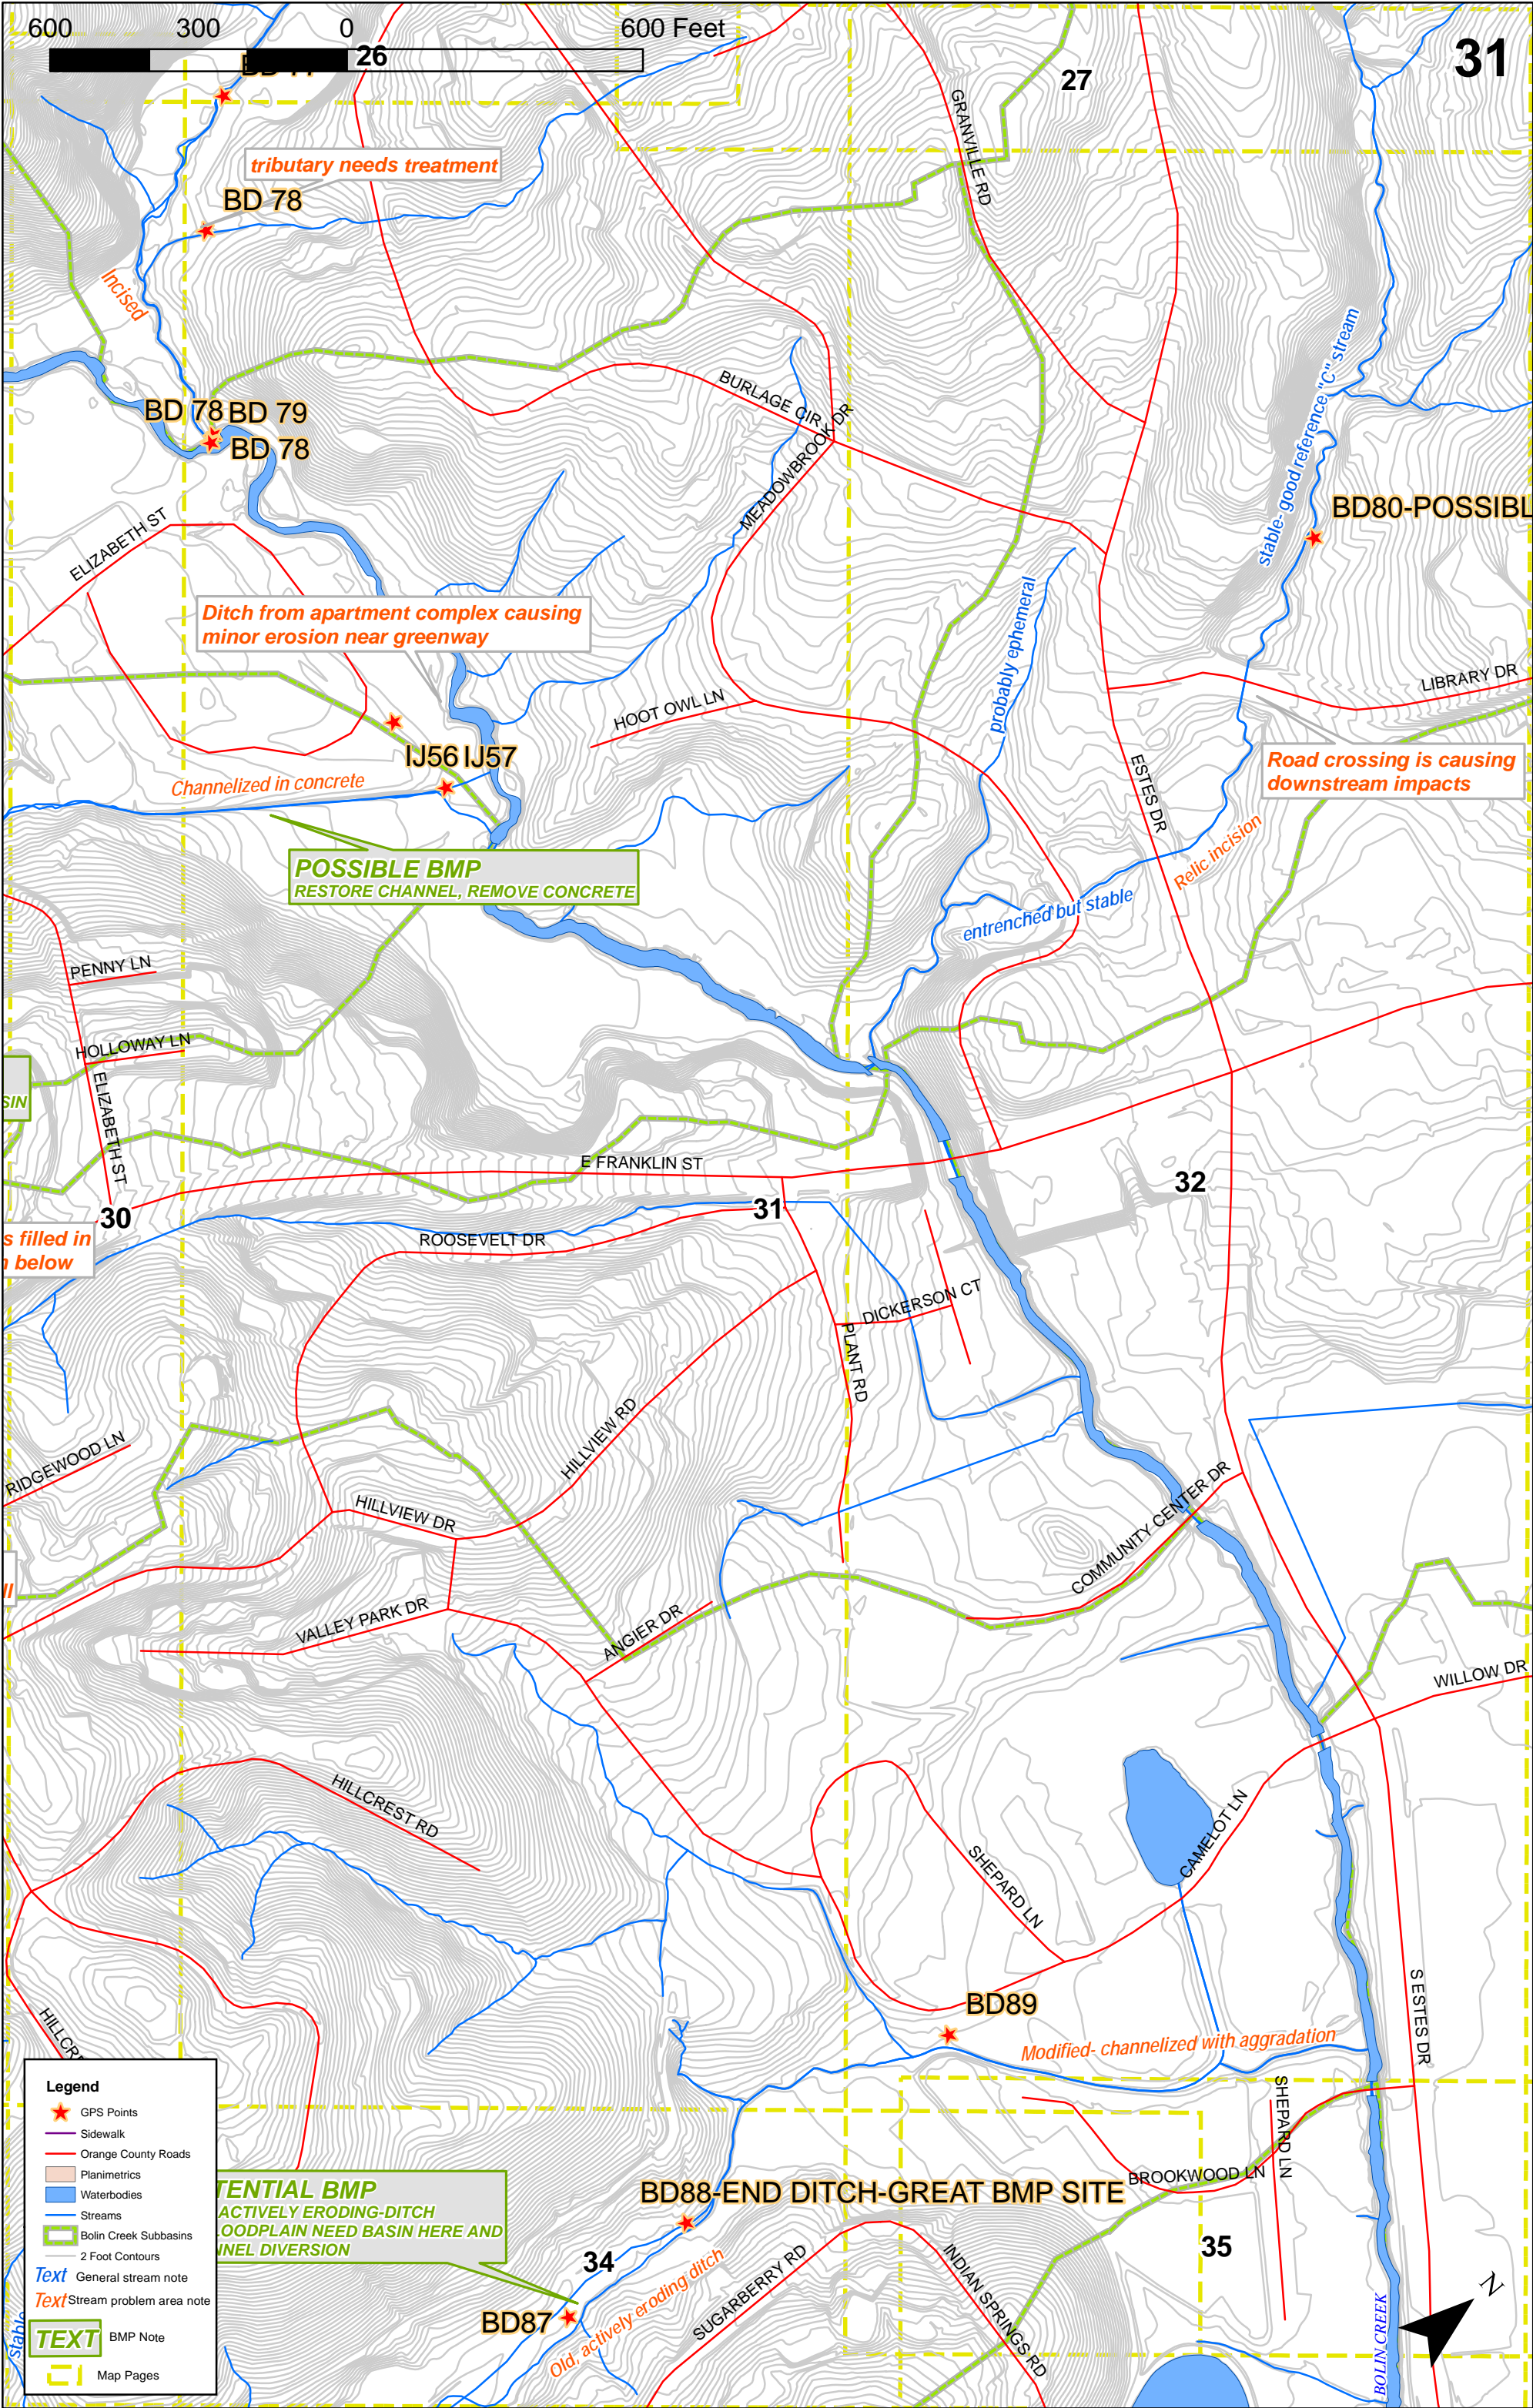 600 300 0 600 Feet
26
27
31
GRANVILLE RD
tributary needs treatment
BD 78
Incised
stable- good reference "C" stream
BURLAGE CIR
MEADOWBROOK DR
BD 78
BD 79
BD 78
BD80-POSSIBL
ELIZABETH ST
Ditch from apartment complex causing
minor erosion near greenway
probably ephemeral
HOOT OWL LN
LIBRARY DR
IJ56
IJ57
Channelized in concrete
ESTES DR
Road crossing is causing
downstream impacts
POSSIBLE BMP
RESTORE CHANNEL, REMOVE CONCRETE
Relic incision
entrenched but stable
PENNY LN
HOLLOWAY LN
ELIZABETH ST
SIN
E FRANKLIN ST
30
31
32
s filled in
below
ROOSEVELT DR
DICKERSON CT
PLANT RD
HILLVIEW RD
RIDGEWOOD LN
HILLVIEW DR
COMMUNITY CENTER DR
VALLEY PARK DR
ANGIER DR
WILLOW DR
HILLCREST RD
CAMELOT LN
SHEPARD LN
S ESTES DR
BD89
Modified- channelized with aggradation
HILLCR
SHEPARD LN
BROOKWOOD LN
BD88-END DITCH-GREAT BMP SITE
TENTIAL BMP
ACTIVELY ERODING-DITCH
OODPLAIN NEED BASIN HERE AND
NNEL DIVERSION
34
35
SUGARBERRY RD
INDIAN SPRINGS RD
BD87
Old, actively eroding ditch
BOLIN CREEK
N
stable
Legend
GPS Points
Sidewalk
Orange County Roads
Planimetrics
Waterbodies
Streams
Bolin Creek Subbasins
2 Foot Contours
Text General stream note
Text Stream problem area note
TEXT BMP Note
Map Pages